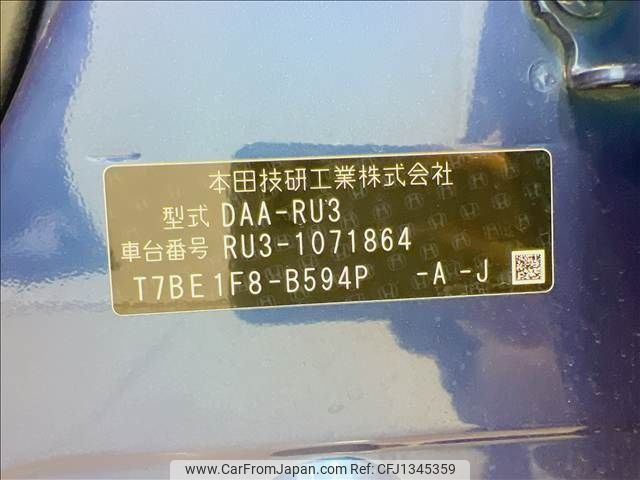 本田技研工業株式会社
型式 DAA-RU3
車台番号 RU3-1071864
T7BE1F8-B594P -A-J
www.CarFromJapan.com - CFJ1345359